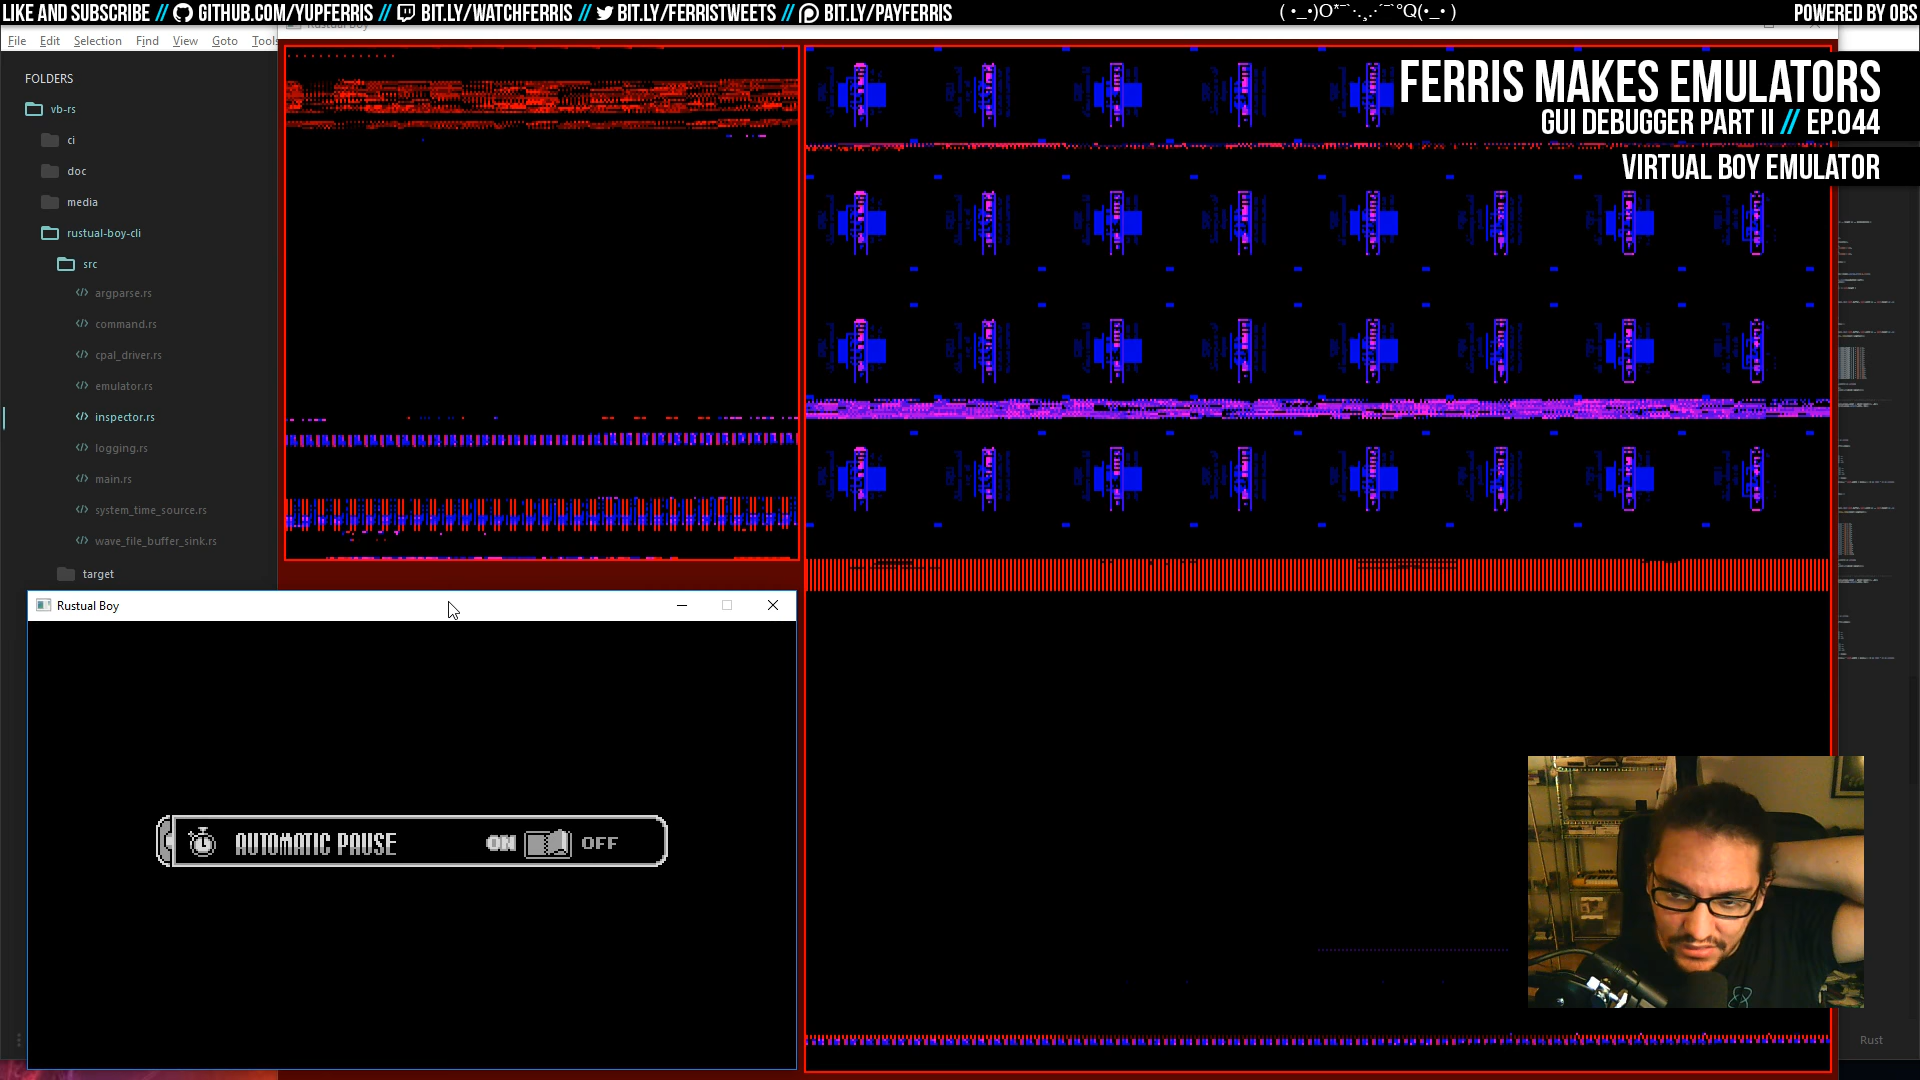 LIKE AND SUBSCRIBE // GITHUB.COM/YUPFERRIS // BIT.LY/WATCHFERRIS // BIT.LY/FERRISTWEETS // BIT.LY/PAYFERRIS
POWERED BY OBS
File Edit Selection Find View Goto Tools
FERRIS MAKES EMULATORS
GUI DEBUGGER PART II // EP.044
VIRTUAL BOY EMULATOR
FOLDERS
vb-rs
ci
doc
media
rustual-boy-cli
src
argparse.rs
command.rs
cpal_driver.rs
emulator.rs
inspector.rs
logging.rs
main.rs
system_time_source.rs
wave_file_buffer_sink.rs
target
Rustual Boy
AUTOMATIC PAUSE ON OFF
Rust